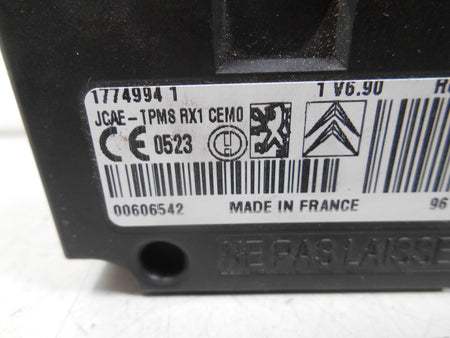 1774994 1 1 V6.90
JCAE-TPMS RX1 CEM0
CE 0523
00606542 MADE IN FRANCE 96
NE PAS LAISSE